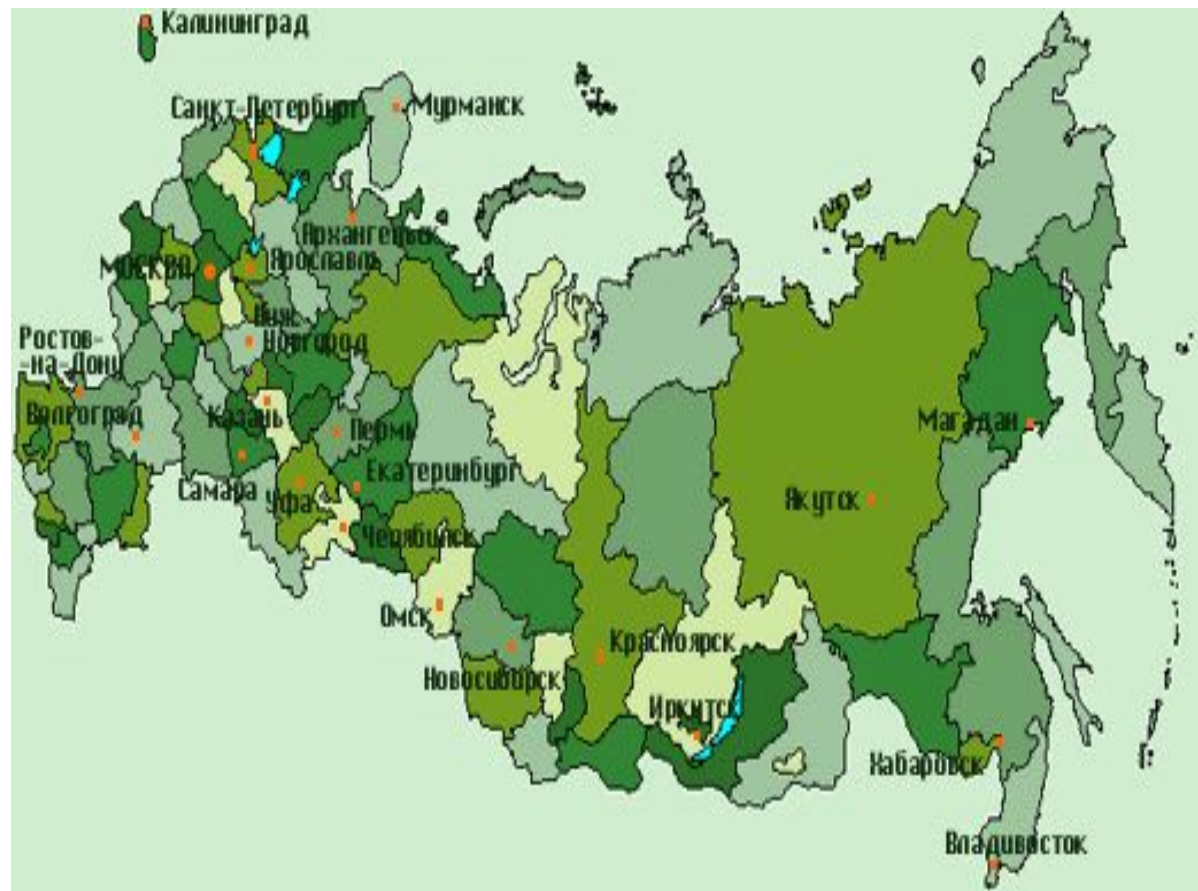 Калининград
Санкт-Петербург
Мурманск
Архангельск
МОСКВА
Ярославль
Ниж.
Новгород
Ростов-
-на-Дону
Волгоград
Казань
Пермь
Магадан
Самара
Уфа
Екатеринбург
Якутск
Челябинск
Омск
Красноярск
Новосибирск
Иркутск
Хабаровск
Владивосток